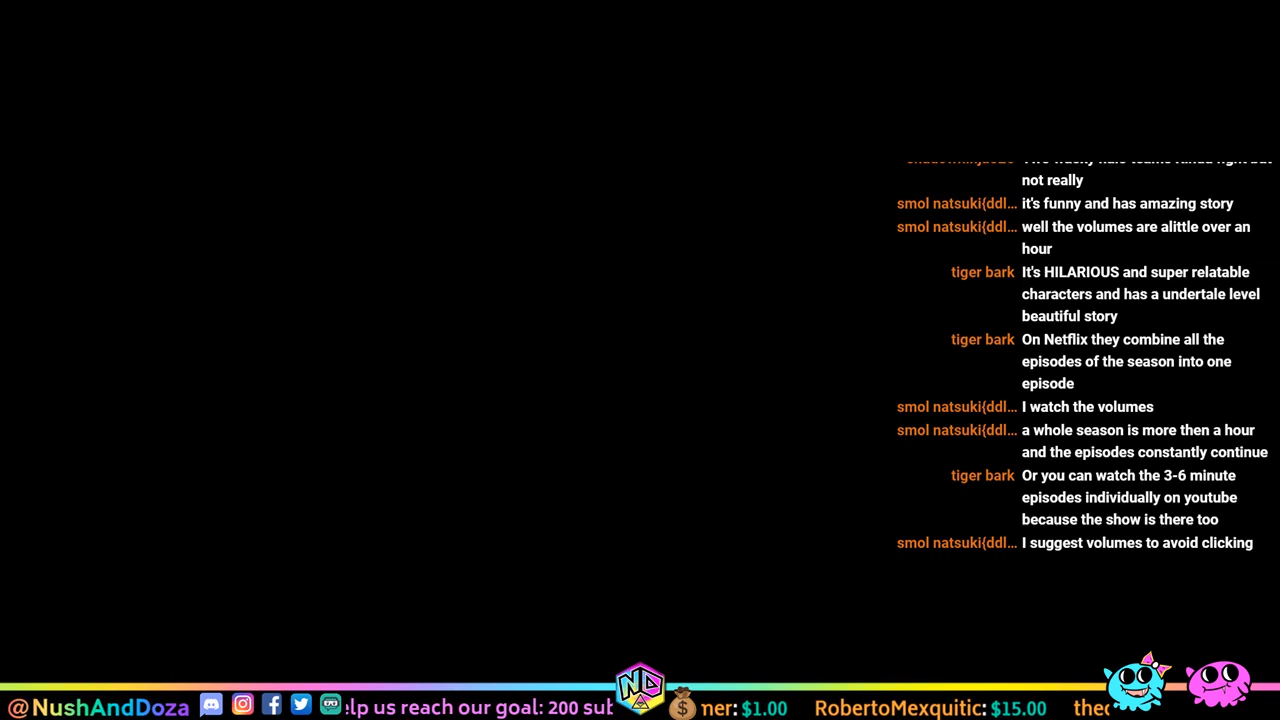 not really
smol natsuki{ddl... it's funny and has amazing story
smol natsuki{ddl... well the volumes are alittle over an
hour
tiger bark It's HILARIOUS and super relatable
characters and has a undertale level
beautiful story
tiger bark On Netflix they combine all the
episodes of the season into one
episode
smol natsuki{ddl... I watch the volumes
smol natsuki{ddl... a whole season is more then a hour
and the episodes constantly continue
tiger bark Or you can watch the 3-6 minute
episodes individually on youtube
because the show is there too
smol natsuki{ddl... I suggest volumes to avoid clicking
@NushAndDoza elp us reach our goal: 200 sub ND ner: $1.00 RobertoMexquitic: $15.00 theo